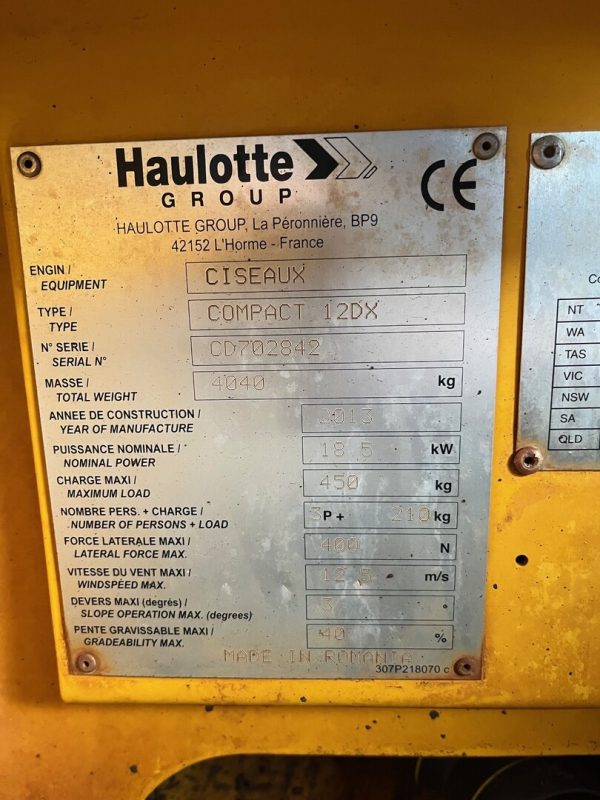 Haulotte
GROUP
CE
HAULOTTE GROUP, La Péronnière, BP9
42152 L'Horme - France
ENGIN /
EQUIPMENT
CISEAUX
TYPE /
TYPE
COMPACT 12DX
N° SERIE /
SERIAL N°
CD702842
MASSE /
TOTAL WEIGHT
4040 kg
ANNEE DE CONSTRUCTION /
YEAR OF MANUFACTURE
2013
PUISSANCE NOMINALE /
NOMINAL POWER
18.5 kW
CHARGE MAXI /
MAXIMUM LOAD
450 kg
NOMBRE PERS. + CHARGE /
NUMBER OF PERSONS + LOAD
3P + 210kg
FORCE LATERALE MAXI /
LATERAL FORCE MAX.
400 N
VITESSE DU VENT MAXI /
WINDSPEED MAX.
12.5 m/s
DEVERS MAXI (degrés) /
SLOPE OPERATION MAX. (degrees)
3 °
PENTE GRAVISSABLE MAXI /
GRADEABILITY MAX.
40 %
MADE IN ROMANIA
307P218070 c
NT
WA
TAS
VIC
NSW
SA
QLD